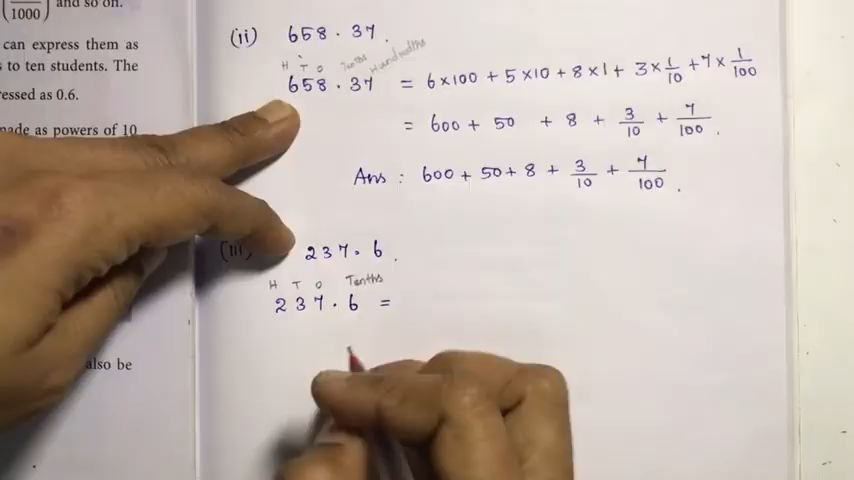 1000 and so on.
can express them as
s to ten students. The
essed as 0.6.
nade as powers of 10
also be
(ii) 658.37.
H T O Tenths Hundredths
658.37 = 6×100 + 5×10 + 8×1 + 3×1/10 + 7×1/100
= 600 + 50 + 8 + 3/10 + 7/100.
Ans : 600 + 50 + 8 + 3/10 + 7/100.
(iii) 237.6.
H T O Tenths
237.6 =